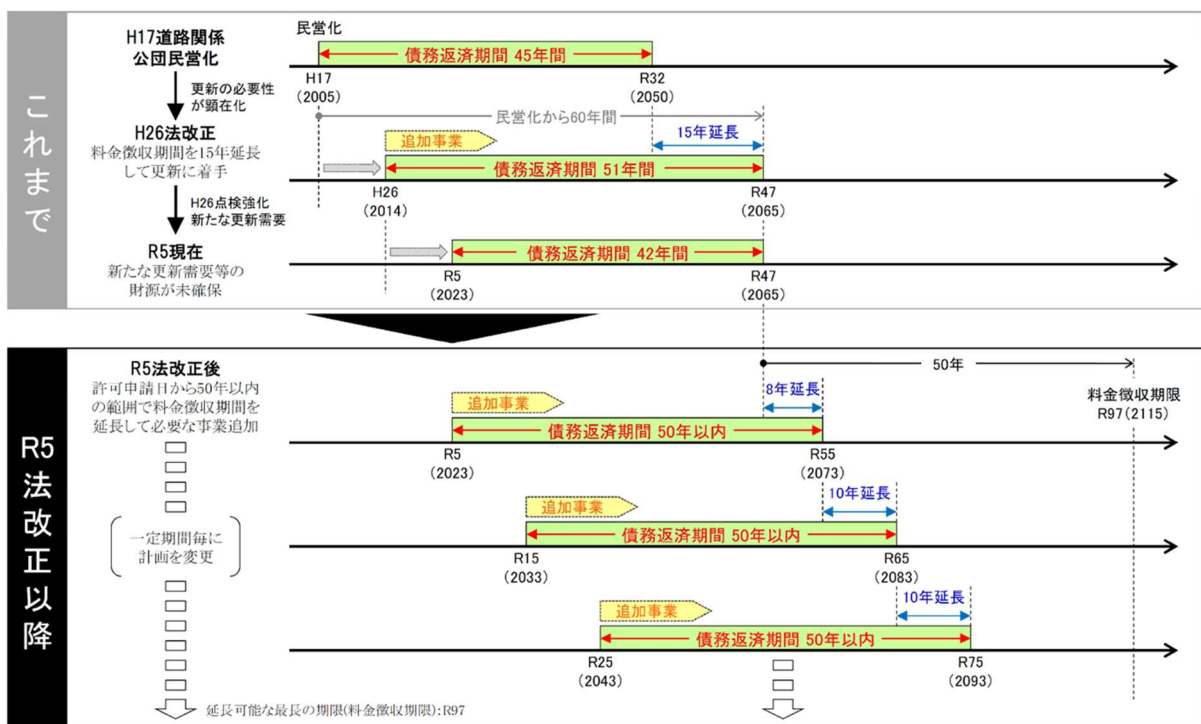 これまで
H17道路関係
公団民営化
更新の必要性
が顕在化
H26法改正
料金徴収期間を15年延長
して更新に着手
H26点検強化
新たな更新需要
R5現在
新たな更新需要等の
財源が未確保
民営化
債務返済期間 45年間
H17
(2005)
R32
(2050)
民営化から60年間
追加事業
15年延長
債務返済期間 51年間
H26
(2014)
R47
(2065)
債務返済期間 42年間
R5
(2023)
R47
(2065)
R5法改正以降
R5法改正後
許可申請日から50年以内
の範囲で料金徴収期間を
延長して必要な事業追加
一定期間毎に
計画を変更
50年
料金徴収期限
R97(2115)
追加事業
8年延長
債務返済期間 50年以内
R5
(2023)
R55
(2073)
追加事業
10年延長
債務返済期間 50年以内
R15
(2033)
R65
(2083)
追加事業
10年延長
債務返済期間 50年以内
R25
(2043)
R75
(2093)
延長可能な最長の期限(料金徴収期限):R97